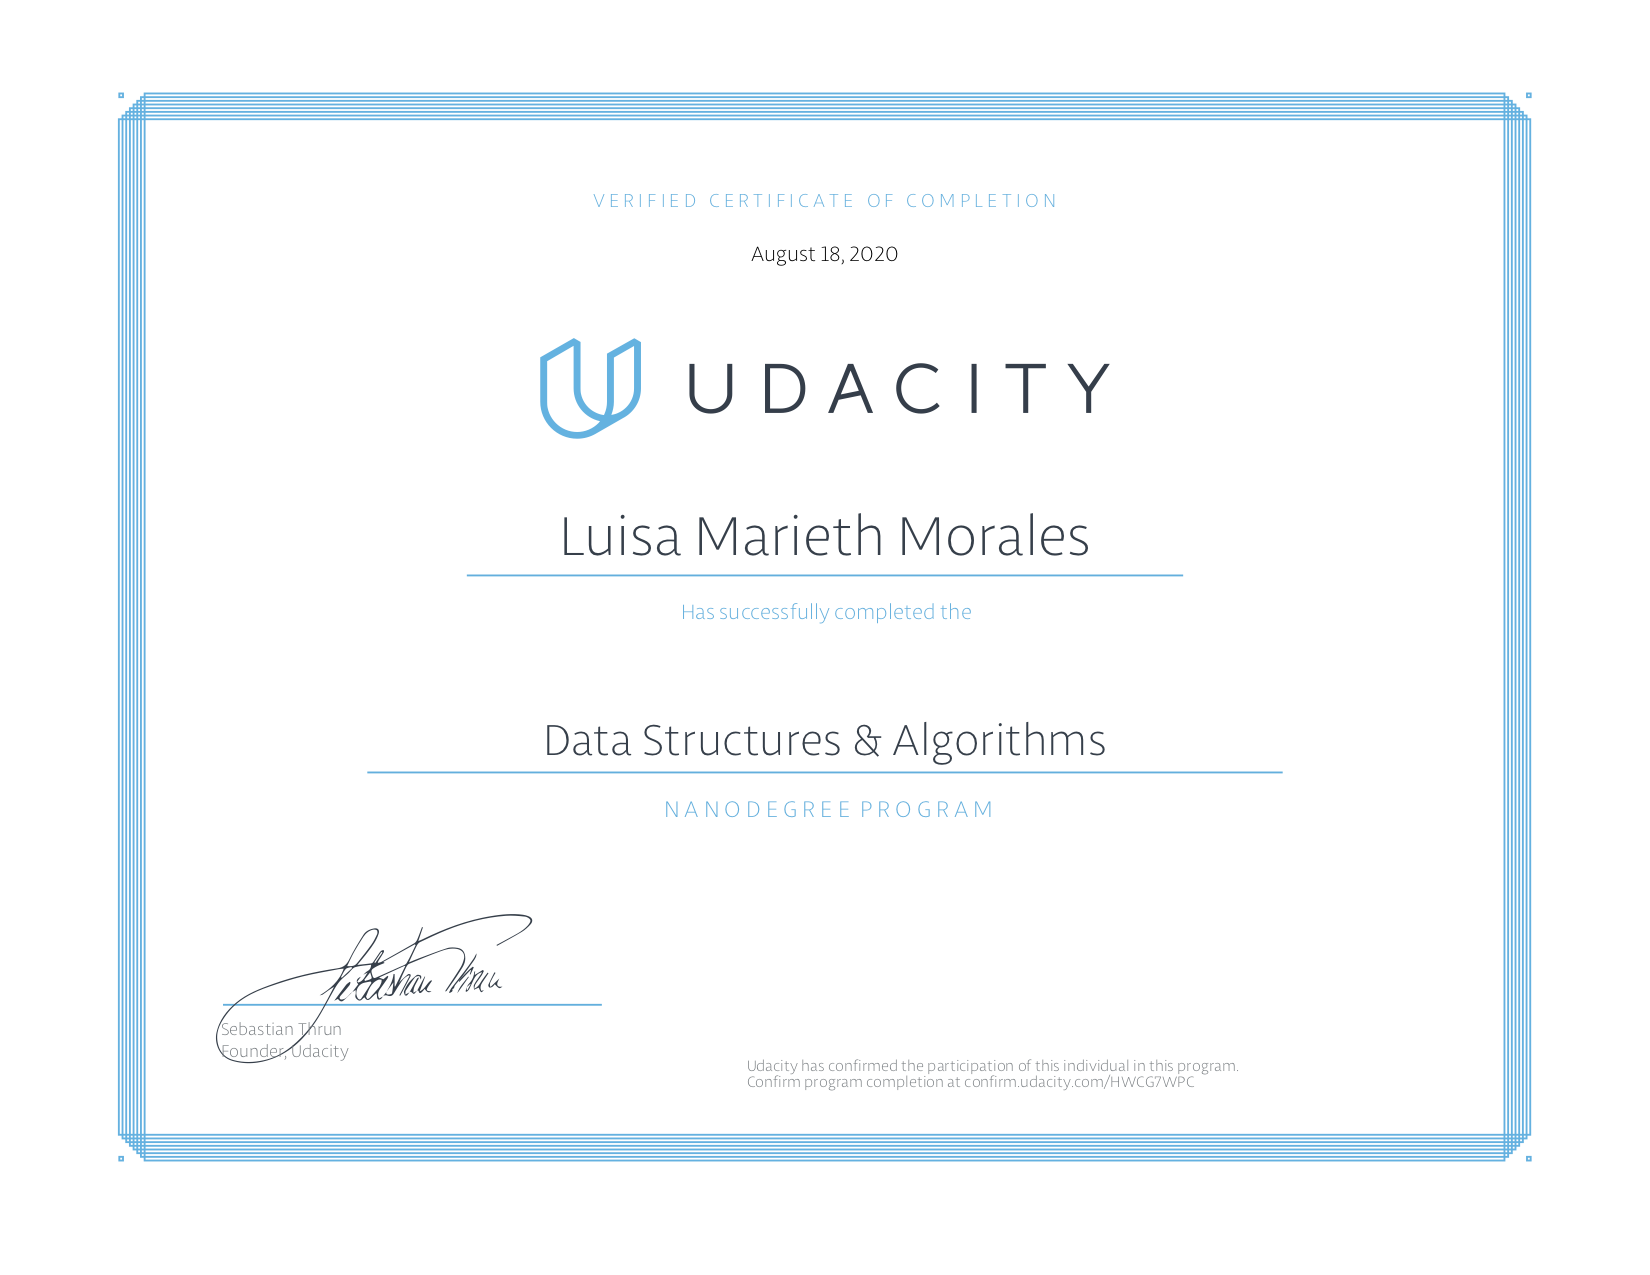 VERIFIED CERTIFICATE OF COMPLETION
August 18, 2020
UDACITY
Luisa Marieth Morales
Has successfully completed the
Data Structures & Algorithms
NANODEGREE PROGRAM
Sebastian Thrun
Sebastian Thrun
Founder, Udacity
Udacity has confirmed the participation of this individual in this program.
Confirm program completion at confirm.udacity.com/HWCG7WPC